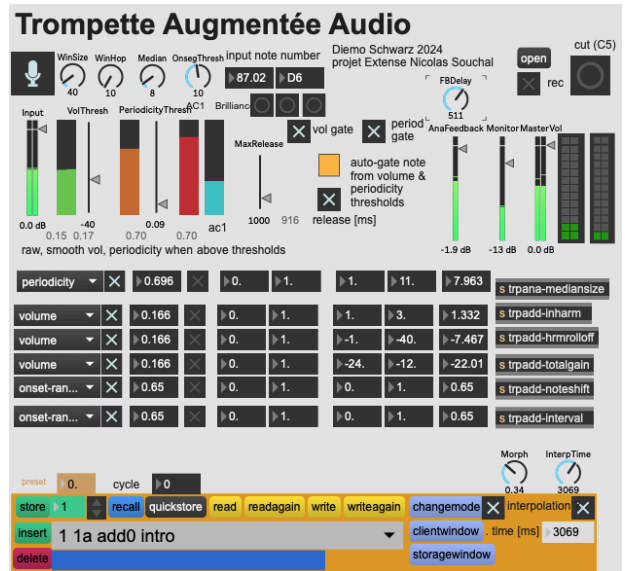 Trompette Augmentée Audio
WinSize WinHop Median OnsegThresh input note number Diemo Schwarz 2024 cut (C5)
projet Extense Nicolas Souchal open
40 10 8 10 87.02 D6 FBDelay rec
511
Input VolThresh PeriodicityThresh AC1 Brillianc
vol gate period gate AnaFeedback Monitor MasterVol
MaxRelease
auto-gate note
from volume &
periodicity
thresholds
0.0 dB -40 0.09 ac1 1000 916 release [ms]
0.15 0.17 0.70 0.70 -1.9 dB -13 dB 0.0 dB
raw, smooth vol, periodicity when above thresholds
periodicity 0.696 0. 1. 1. 11. 7.963 s trpana-mediansize
volume 0.166 0. 1. 1. 3. 1.332 s trpadd-inharm
volume 0.166 0. 1. -1. -40. -7.467 s trpadd-hrmrolloff
volume 0.166 0. 1. -24. -12. -22.01 s trpadd-totalgain
onset-ran... 0.65 0. 1. 0. 1. 0.65 s trpadd-noteshift
onset-ran... 0.65 0. 1. 0. 1. 0.65 s trpadd-interval
Morph InterpTime
0.34 3069
preset 0. cycle 0
store 1 recall quickstore read readagain write writeagain changemode interpolation
insert 1 1a add0 intro clientwindow . time [ms] 3069
delete storagewindow